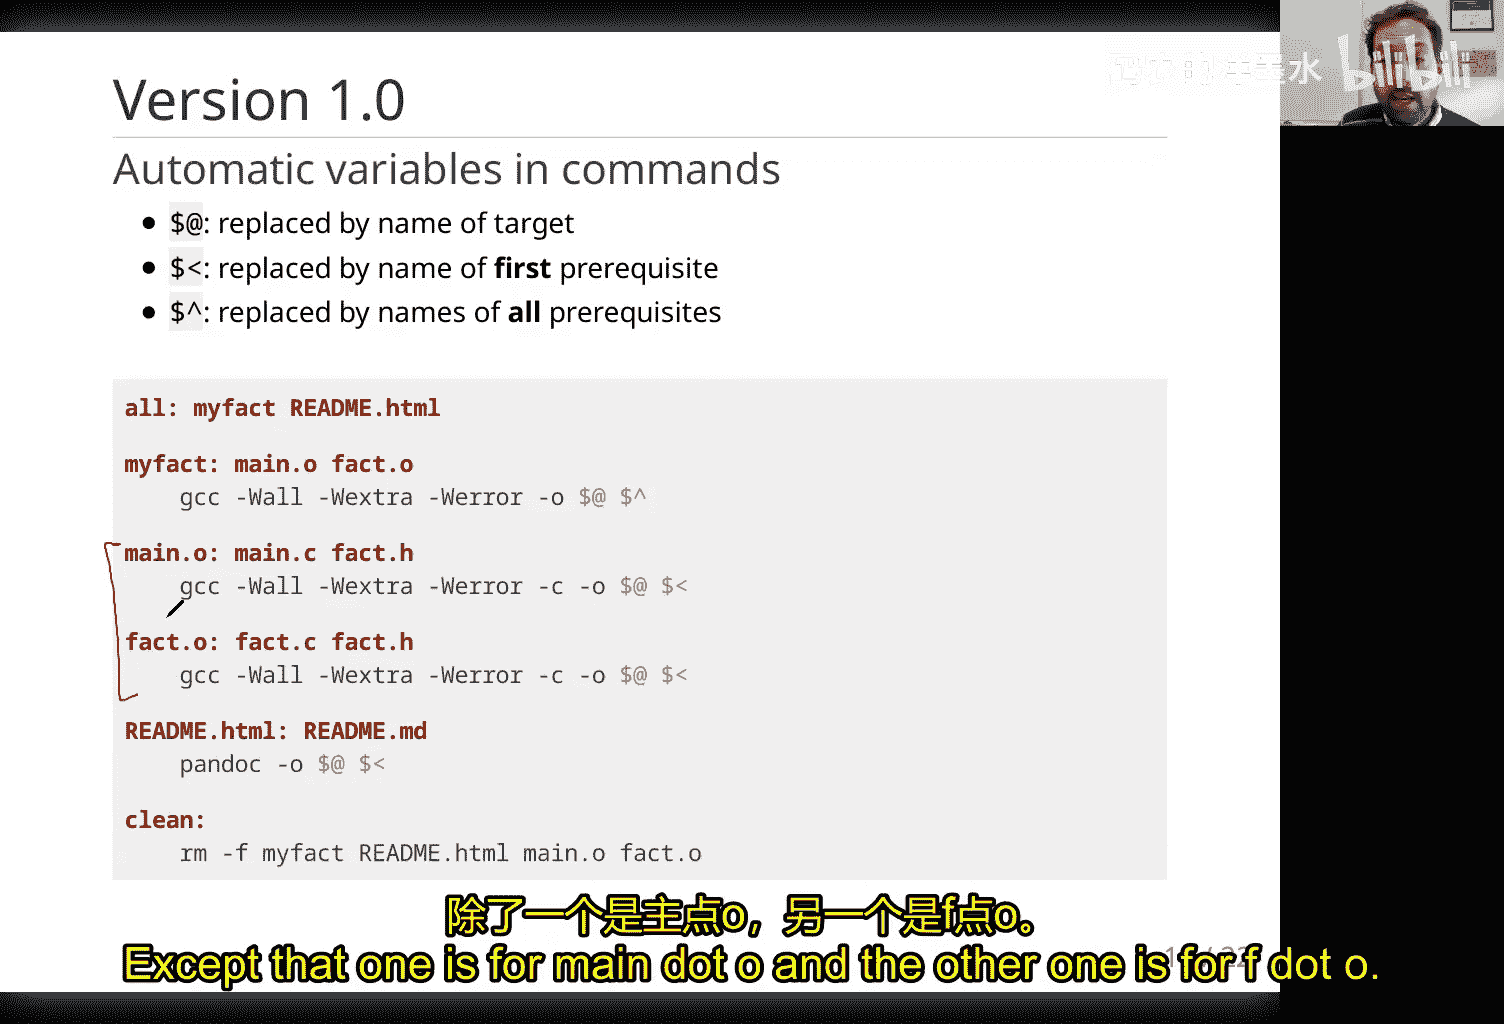 bilibili
Version 1.0
Automatic variables in commands
• $@: replaced by name of target
• $<: replaced by name of first prerequisite
• $^: replaced by names of all prerequisites
all: myfact README.html
myfact: main.o fact.o
gcc -Wall -Wextra -Werror -o $@ $^
main.o: main.c fact.h
gcc -Wall -Wextra -Werror -c -o $@ $<
fact.o: fact.c fact.h
gcc -Wall -Wextra -Werror -c -o $@ $<
README.html: README.md
pandoc -o $@ $<
clean:
rm -f myfact README.html main.o fact.o
除了一个是主点o，另一个是f点o。
Except that one is for main dot o and the other one is for f dot o.